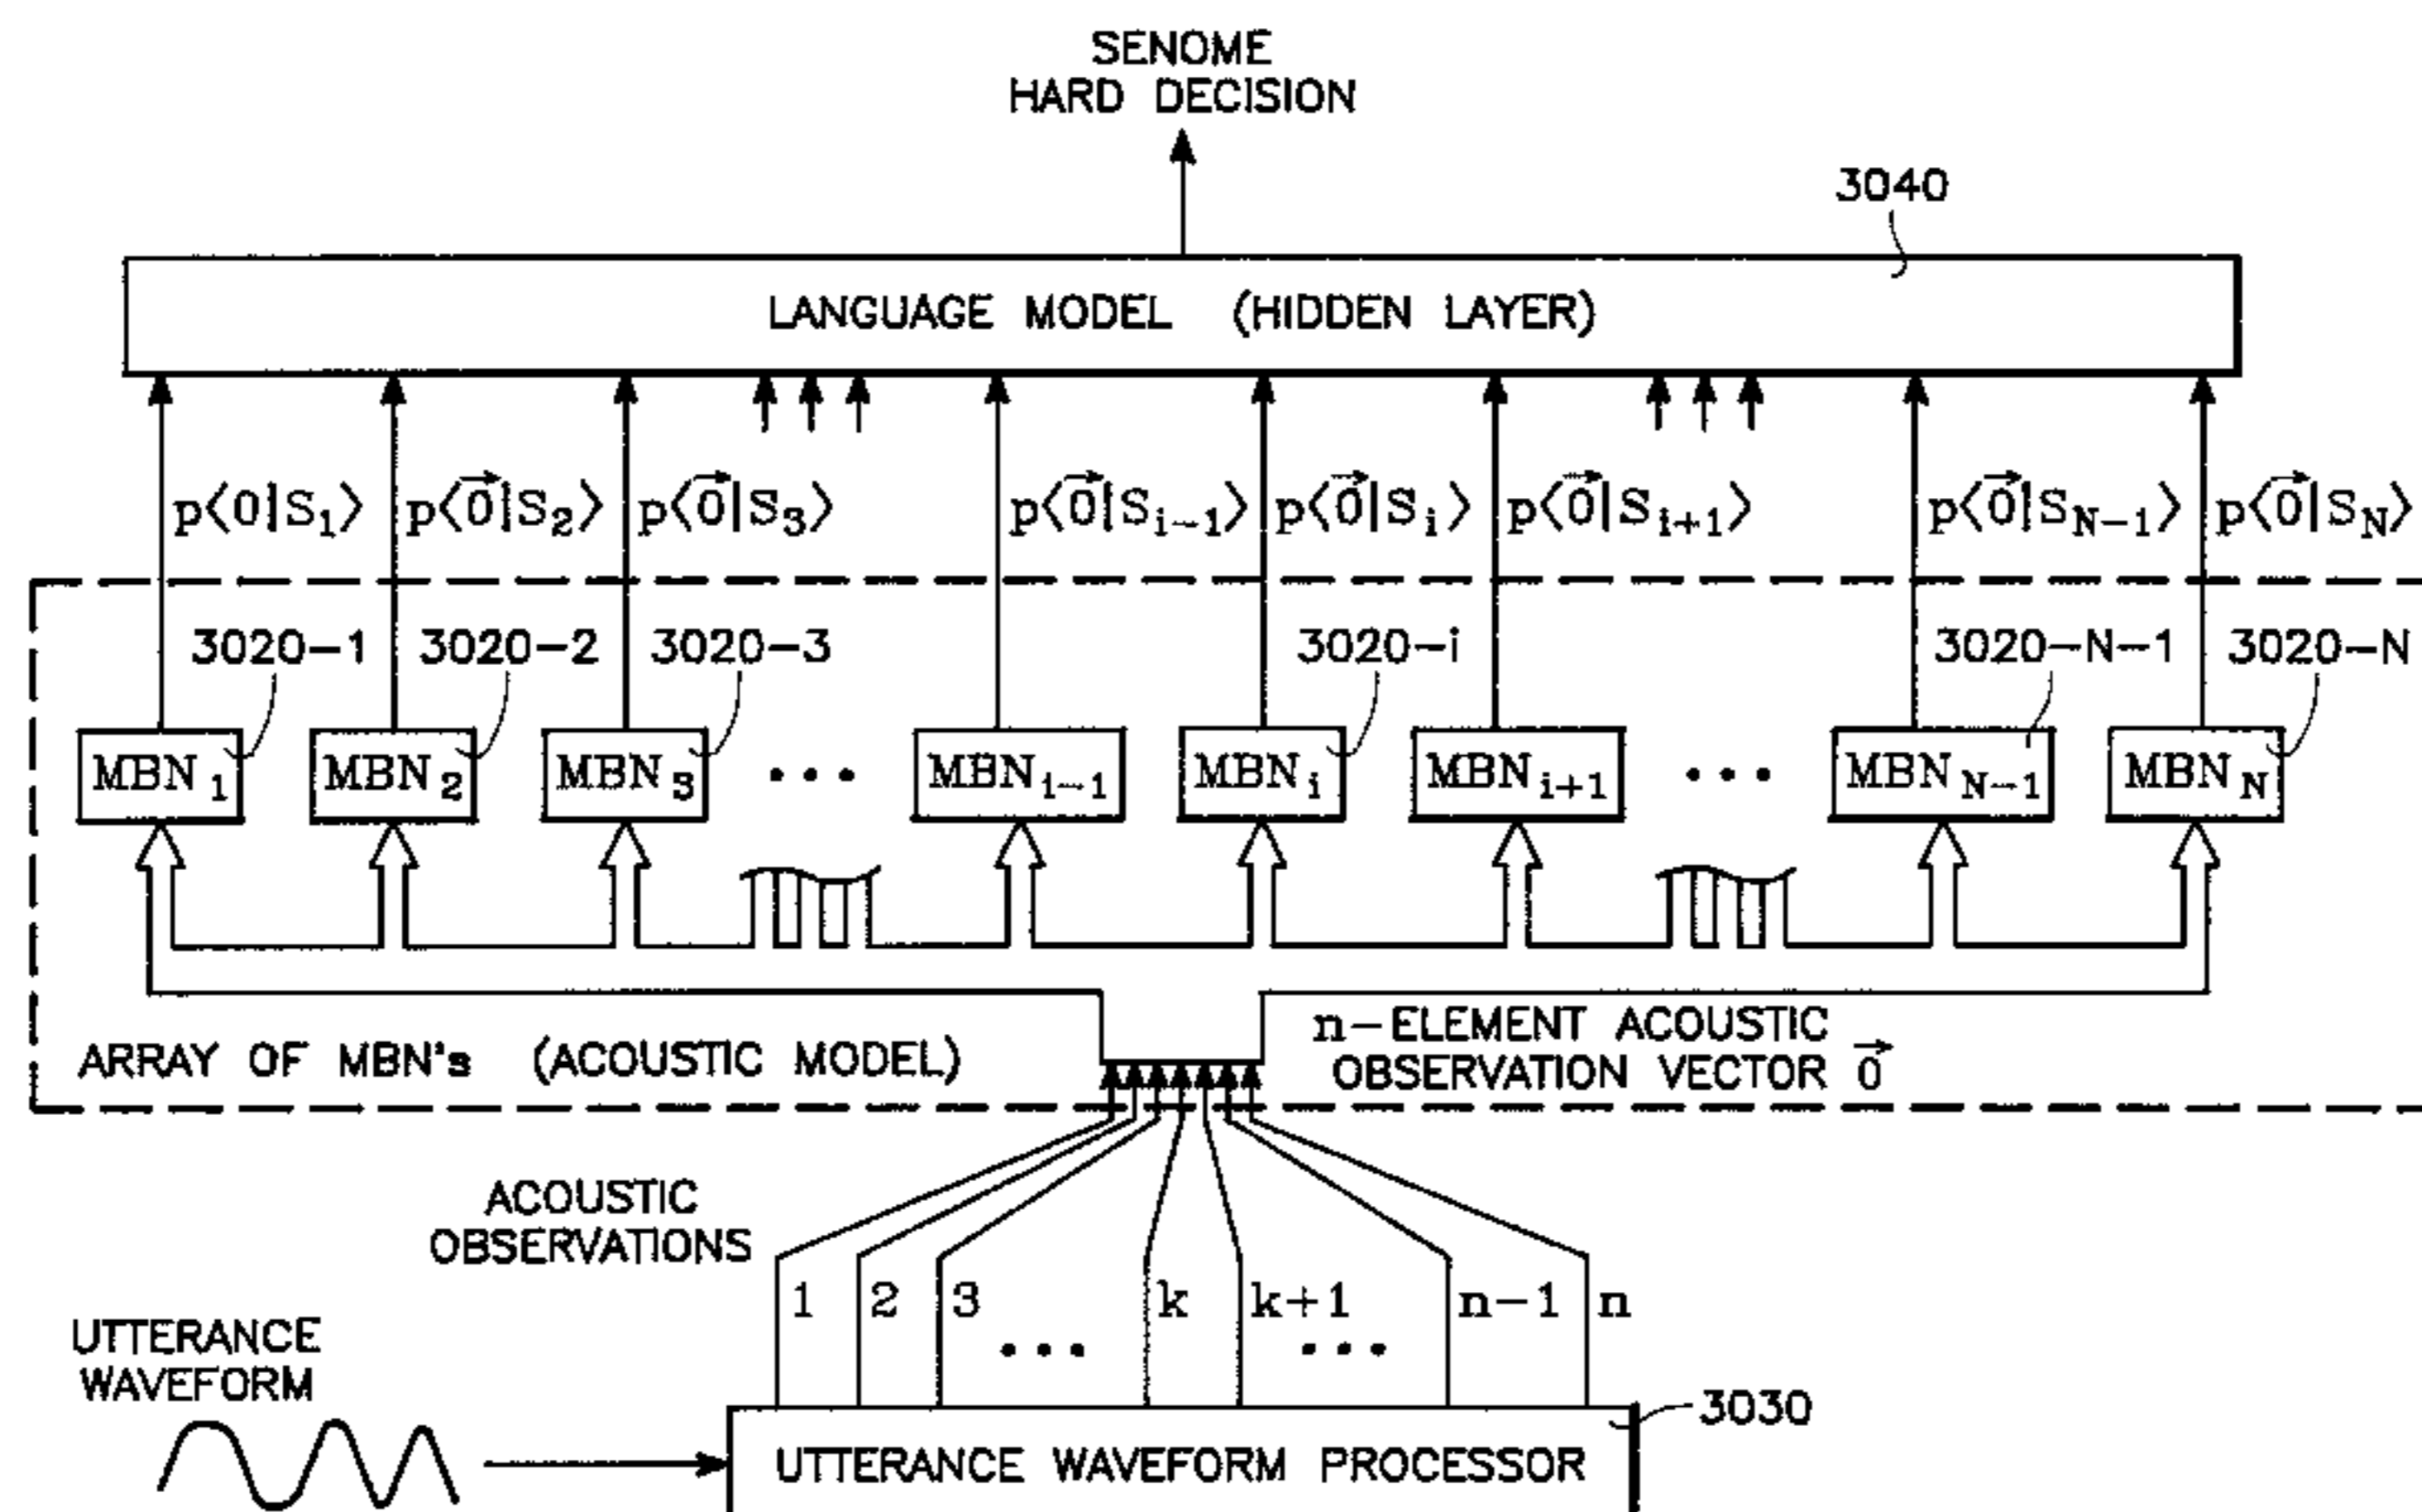 SENOME
HARD DECISION
3040
LANGUAGE MODEL (HIDDEN LAYER)
p⟨0|S₁⟩ p⟨0⃗|S₂⟩ p⟨0⃗|S₃⟩ p⟨0⃗|Sᵢ₋₁⟩ p⟨0⃗|Sᵢ⟩ p⟨0⃗|Sᵢ₊₁⟩ p⟨0⃗|S_N-1⟩ p⟨0⃗|S_N⟩
3020-1 3020-2 3020-3 3020-i 3020-N-1 3020-N
MBN₁ MBN₂ MBN₃ • • • MBNᵢ₋₁ MBNᵢ MBNᵢ₊₁ • • • MBN_N-1 MBN_N
ARRAY OF MBN's (ACOUSTIC MODEL)
n-ELEMENT ACOUSTIC
OBSERVATION VECTOR 0⃗
ACOUSTIC
OBSERVATIONS
1 2 3 • • • k k+1 • • • n-1 n
UTTERANCE
WAVEFORM
3030
UTTERANCE WAVEFORM PROCESSOR